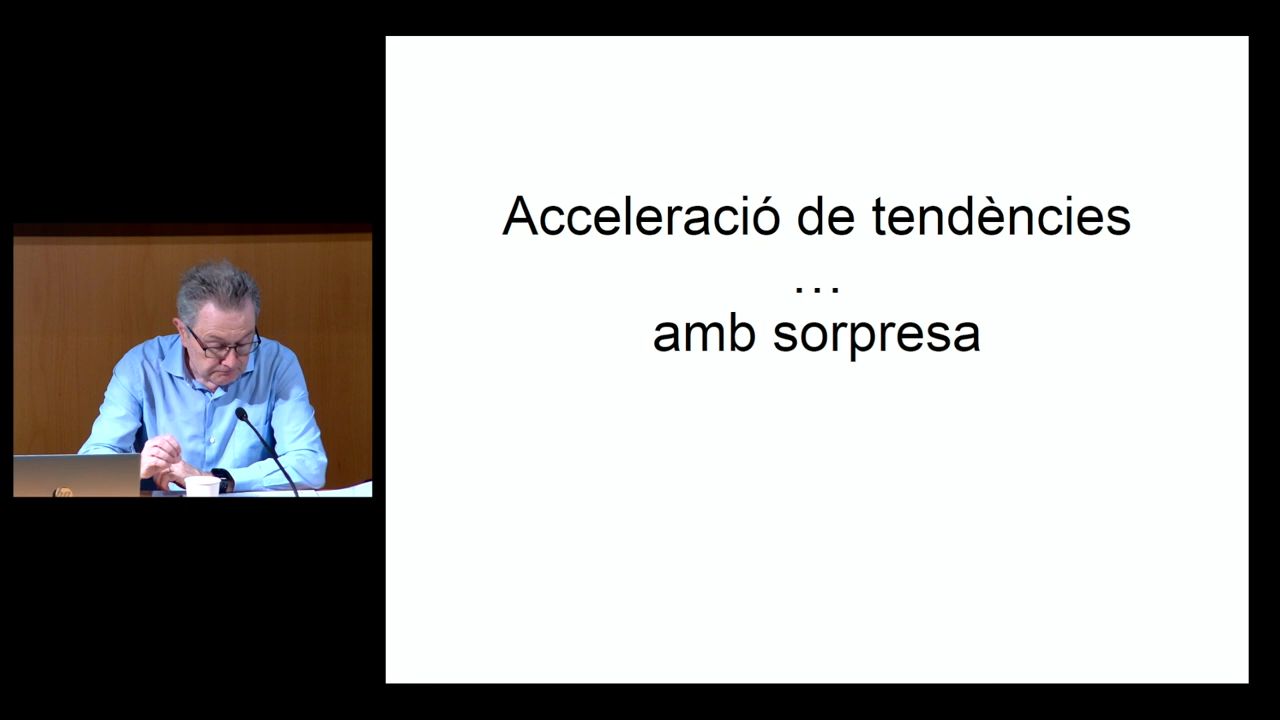 Acceleració de tendències
…
amb sorpresa